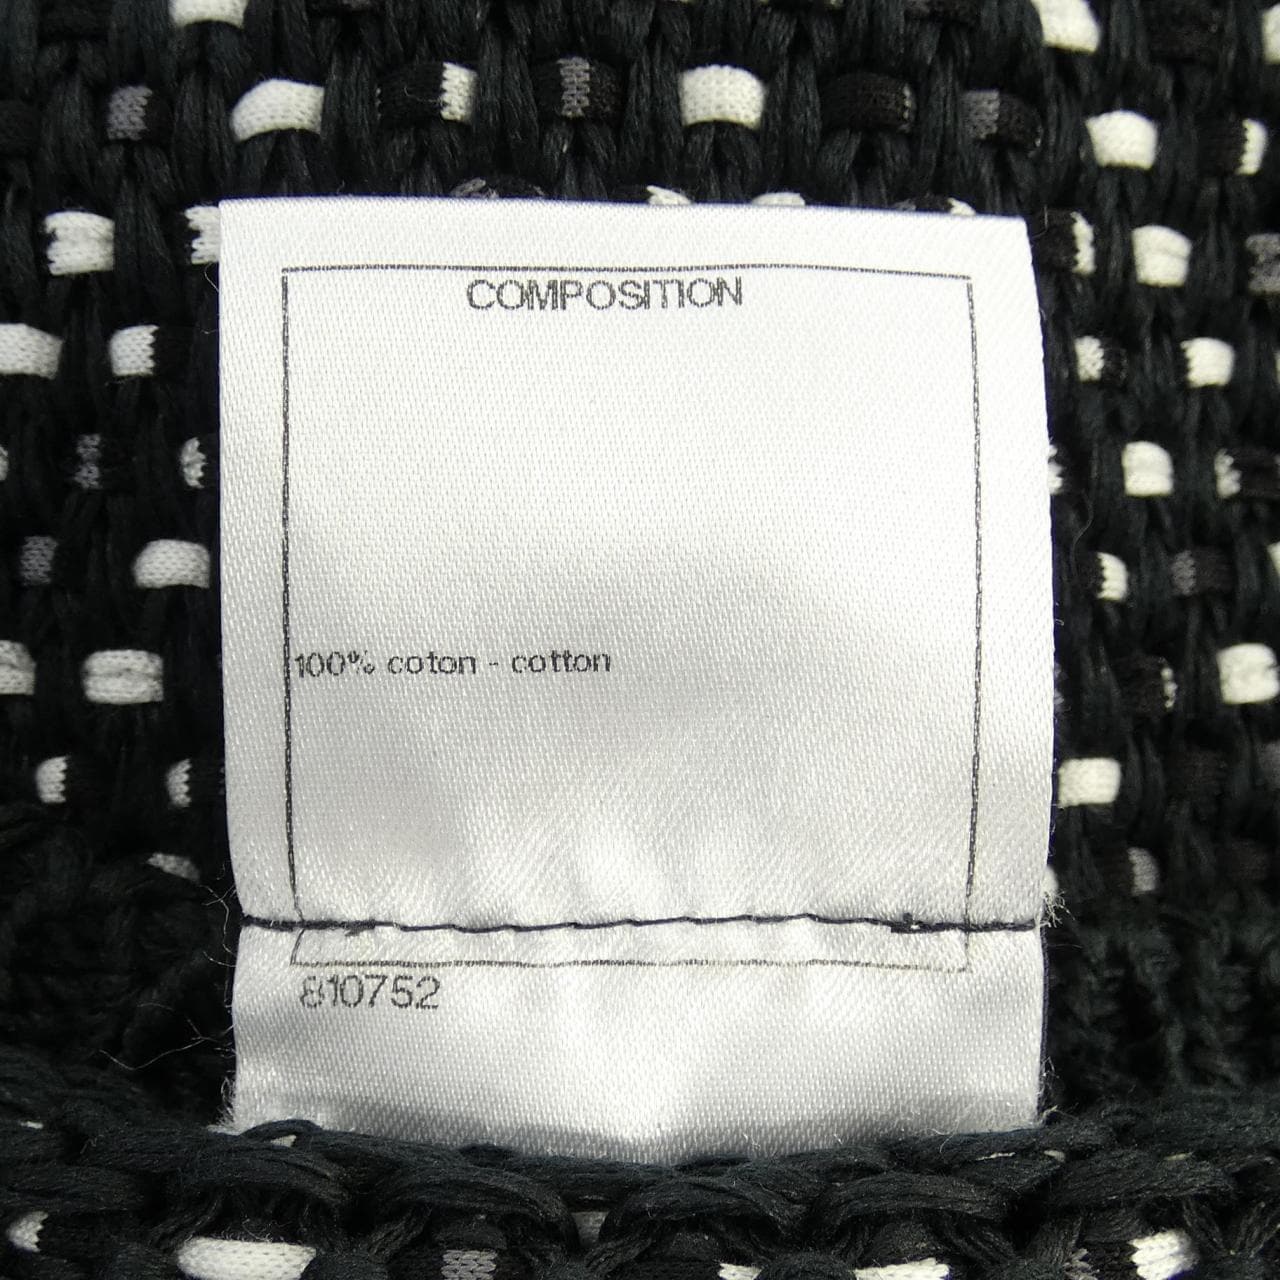 COMPOSITION
100% coton - cotton
810752